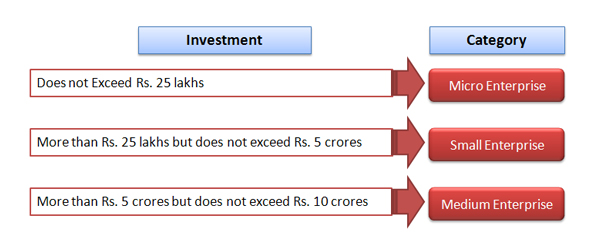 Investment
Category
Does not Exceed Rs. 25 lakhs
Micro Enterprise
More than Rs. 25 lakhs but does not exceed Rs. 5 crores
Small Enterprise
More than Rs. 5 crores but does not exceed Rs. 10 crores
Medium Enterprise